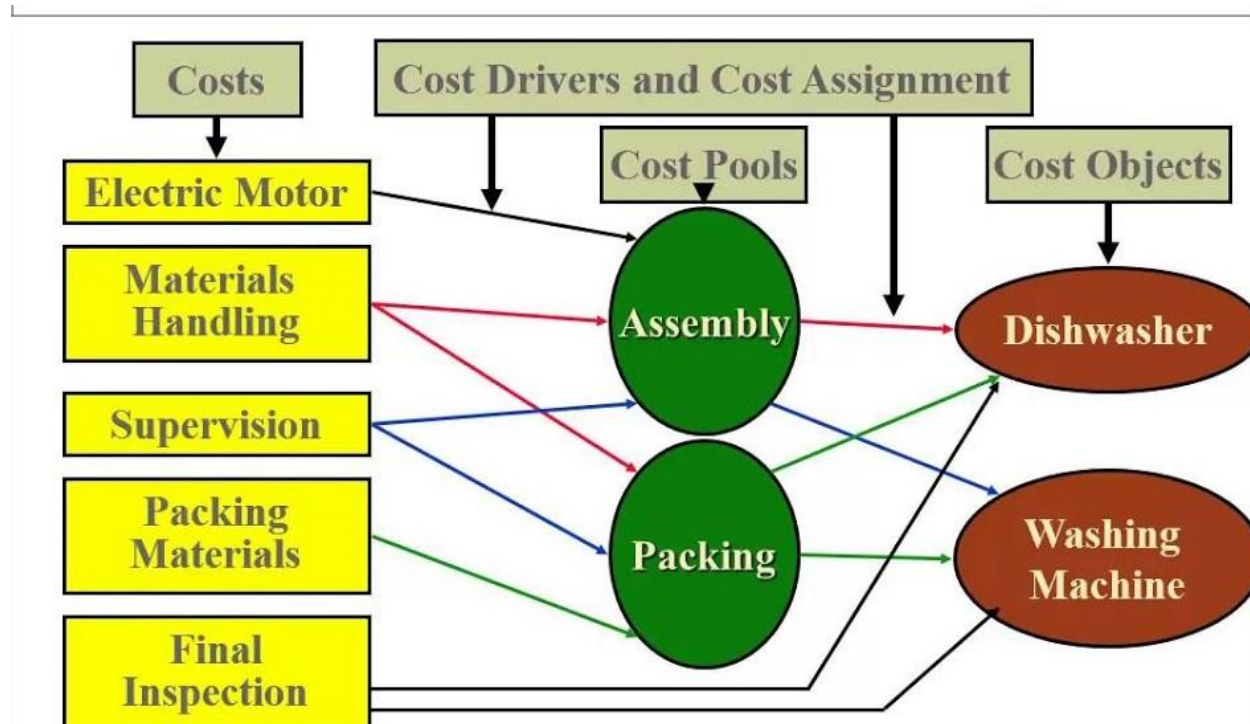 Costs
Cost Drivers and Cost Assignment
Cost Pools
Cost Objects
Electric Motor
Materials
Handling
Supervision
Packing
Materials
Final
Inspection
Assembly
Packing
Dishwasher
Washing
Machine